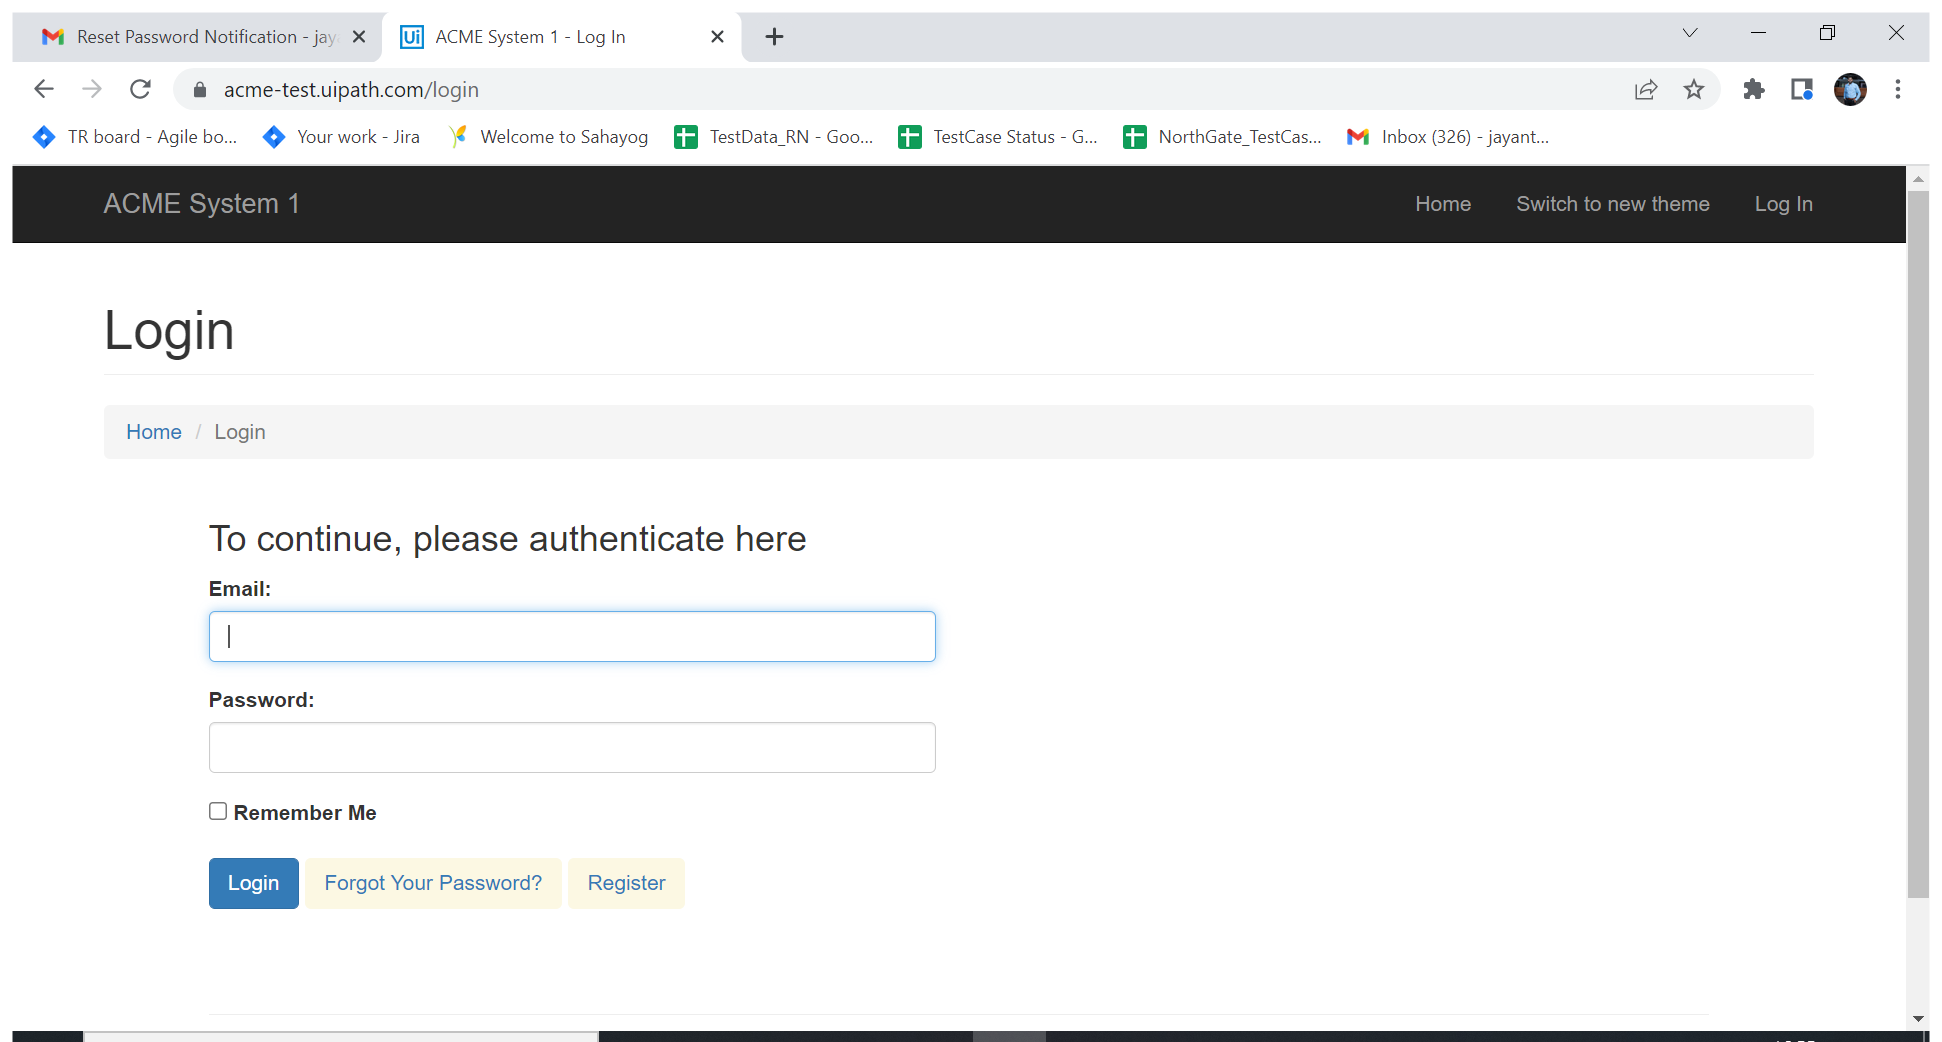 Reset Password Notification - jay
Ui ACME System 1 - Log In
acme-test.uipath.com/login
TR board - Agile bo... Your work - Jira Welcome to Sahayog TestData_RN - Goo... TestCase Status - G... NorthGate_TestCas... Inbox (326) - jayant...
ACME System 1 Home Switch to new theme Log In
Login
Home / Login
To continue, please authenticate here
Email:
Password:
Remember Me
Login Forgot Your Password? Register